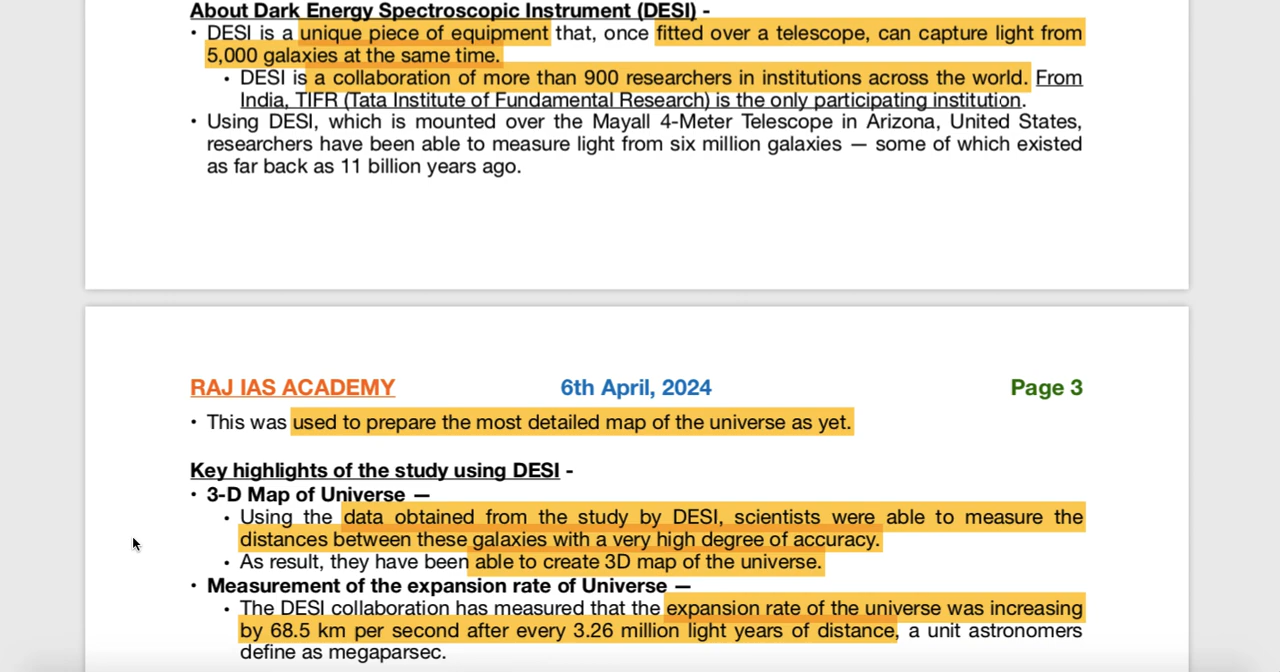 About Dark Energy Spectroscopic Instrument (DESI) -
• DESI is a unique piece of equipment that, once fitted over a telescope, can capture light from
5,000 galaxies at the same time.
• DESI is a collaboration of more than 900 researchers in institutions across the world. From
India, TIFR (Tata Institute of Fundamental Research) is the only participating institution.
• Using DESI, which is mounted over the Mayall 4-Meter Telescope in Arizona, United States,
researchers have been able to measure light from six million galaxies — some of which existed
as far back as 11 billion years ago.
RAJ IAS ACADEMY 6th April, 2024 Page 3
• This was used to prepare the most detailed map of the universe as yet.
Key highlights of the study using DESI -
• 3-D Map of Universe —
• Using the data obtained from the study by DESI, scientists were able to measure the
distances between these galaxies with a very high degree of accuracy.
• As result, they have been able to create 3D map of the universe.
• Measurement of the expansion rate of Universe —
• The DESI collaboration has measured that the expansion rate of the universe was increasing
by 68.5 km per second after every 3.26 million light years of distance, a unit astronomers
define as megaparsec.